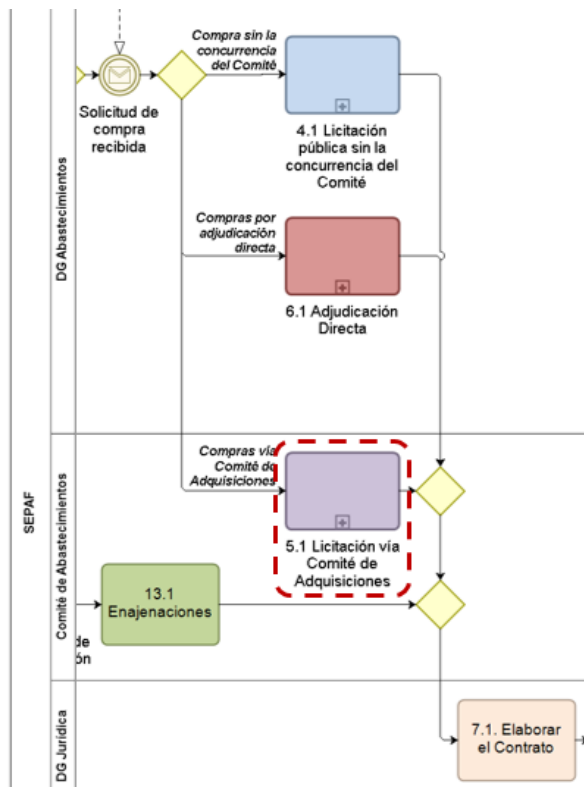 Compra sin la
concurrencia
del Comité
Solicitud de
compra
recibida
4.1 Licitación
pública sin la
concurrencia del
Comité
Compras por
adjudicación
directa
6.1 Adjudicación
Directa
DG Abastecimientos
SEPAF
Compras vía
Comité de
Adquisiciones
5.1 Licitación vía
Comité de
Adquisiciones
Comité de Abastecimientos
13.1
Enajenaciones
de
ón
DG Jurídica
7.1. Elaborar
el Contrato